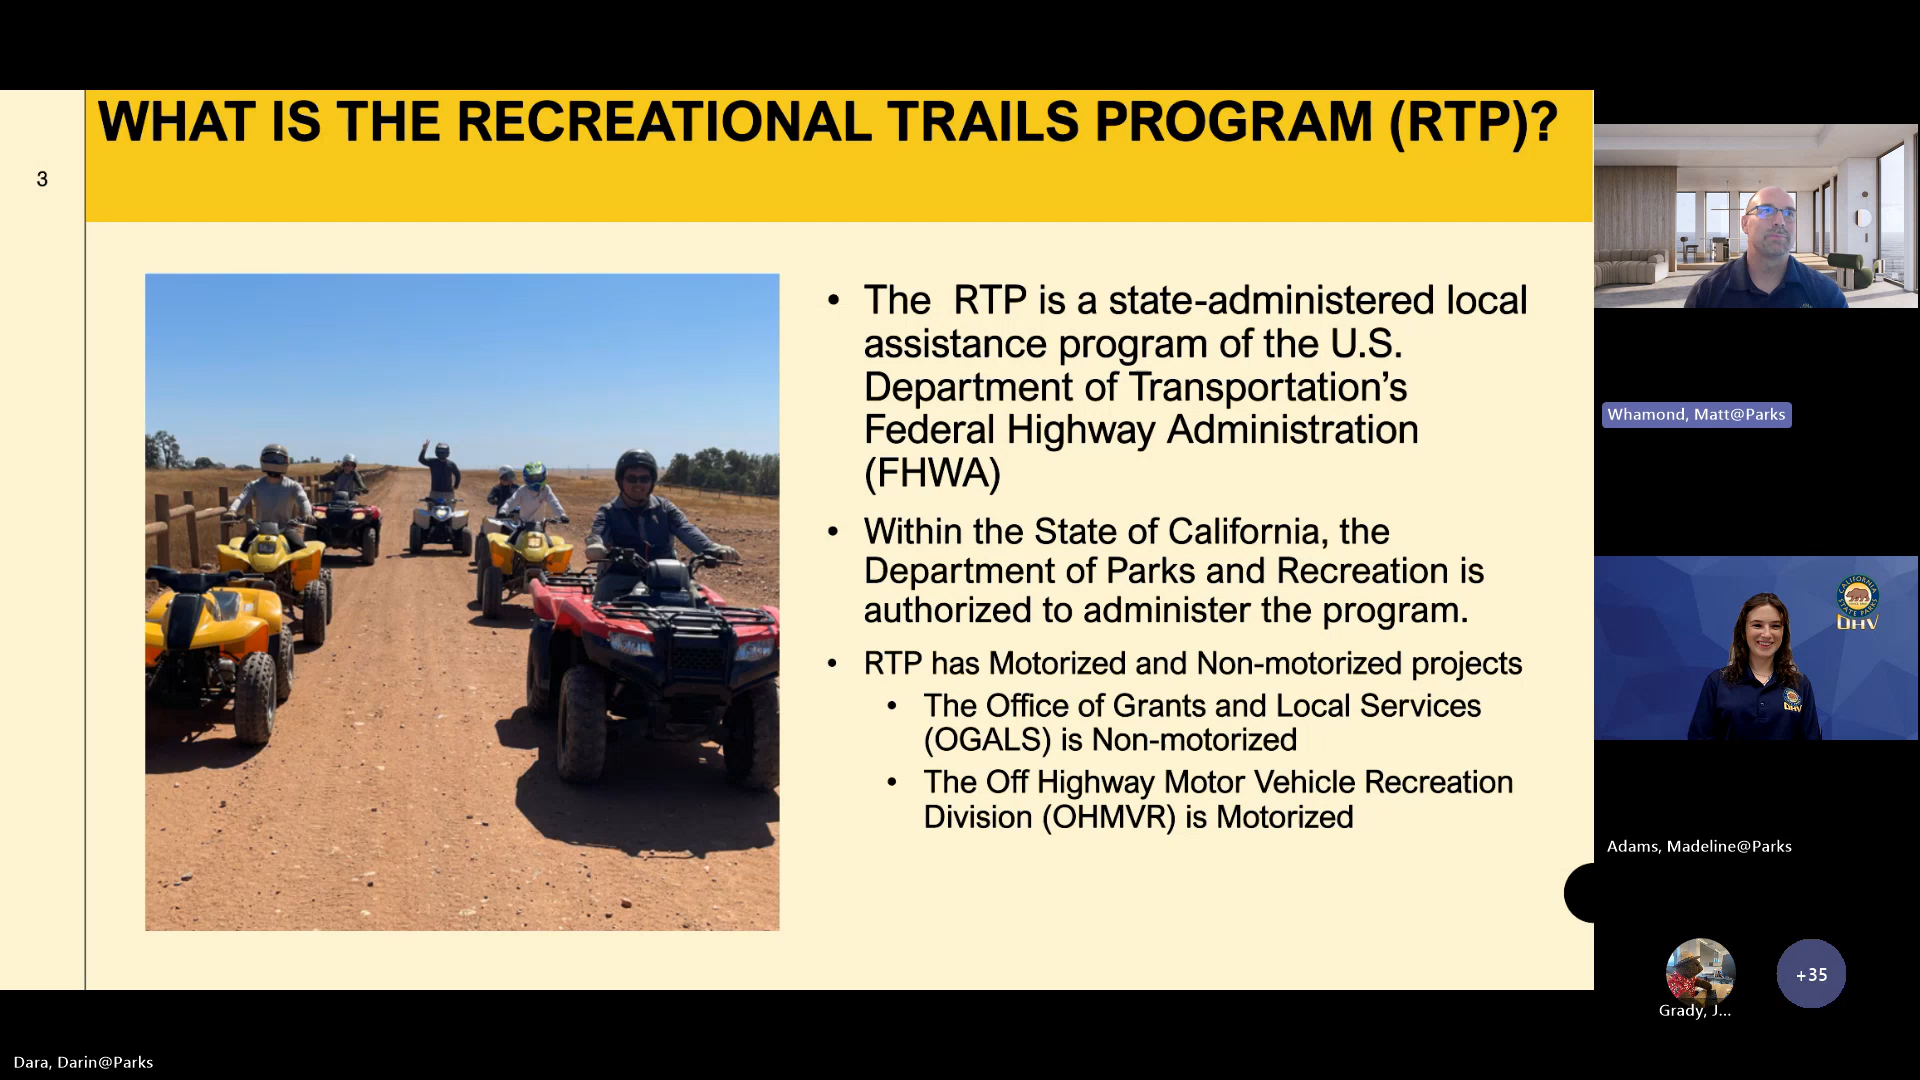 WHAT IS THE RECREATIONAL TRAILS PROGRAM (RTP)?
3
• The  RTP is a state-administered local
assistance program of the U.S.
Department of Transportation’s
Federal Highway Administration
(FHWA)
• Within the State of California, the
Department of Parks and Recreation is
authorized to administer the program.
• RTP has Motorized and Non-motorized projects
• The Office of Grants and Local Services
(OGALS) is Non-motorized
• The Off Highway Motor Vehicle Recreation
Division (OHMVR) is Motorized
Whamond, Matt@Parks
CALIFORNIA
STATE PARKS
OHV
OHV
Adams, Madeline@Parks
Grady, J...
+35
Dara, Darin@Parks